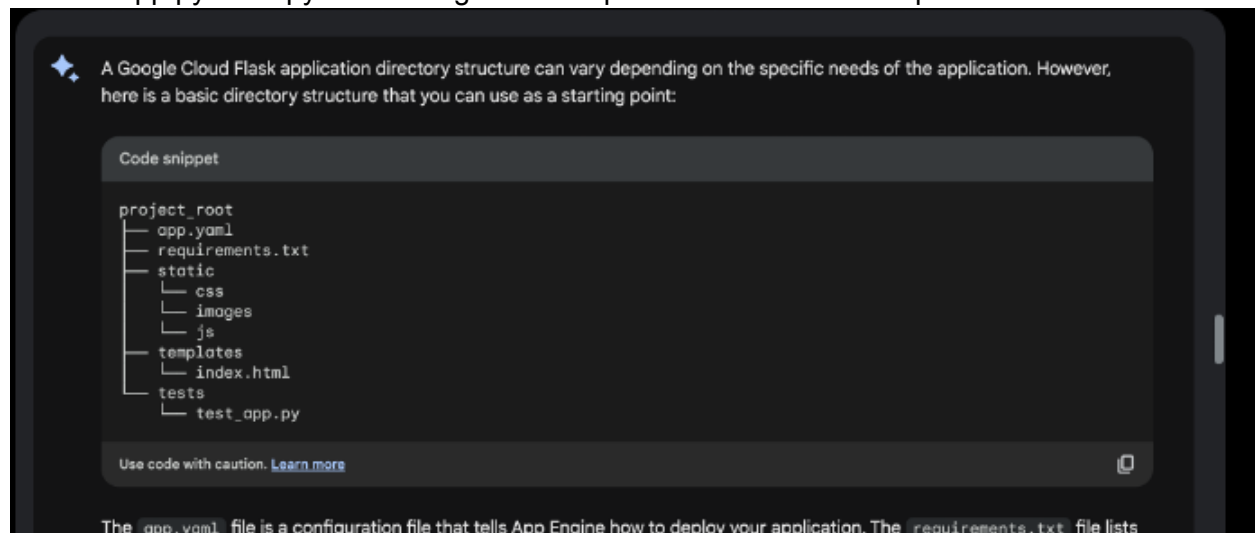 A Google Cloud Flask application directory structure can vary depending on the specific needs of the application. However,
here is a basic directory structure that you can use as a starting point:
Code snippet
project_root
├── app.yaml
├── requirements.txt
├── static
│   └── css
│   └── images
│   └── js
├── templates
│   └── index.html
└── tests
    └── test_app.py
Use code with caution. Learn more
The app.yaml file is a configuration file that tells App Engine how to deploy your application. The requirements.txt file lists